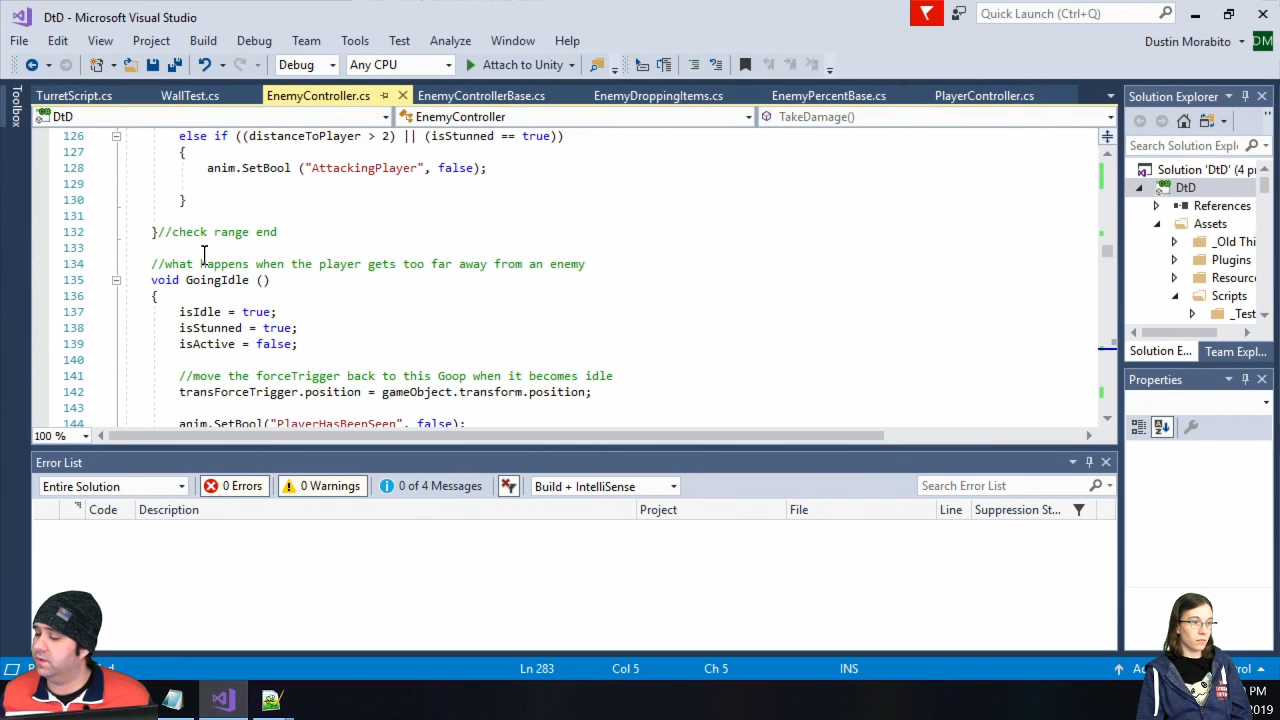 DtD - Microsoft Visual Studio
Quick Launch (Ctrl+Q)
File Edit View Project Build Debug Team Tools Test Analyze Window Help
Dustin Morabito DM
Debug Any CPU Attach to Unity
Toolbox
TurretScript.cs WallTest.cs EnemyController.cs EnemyControllerBase.cs EnemyDroppingItems.cs EnemyPercentBase.cs PlayerController.cs
DtD EnemyController TakeDamage()
126 else if ((distanceToPlayer > 2) || (isStunned == true))
127 {
128 anim.SetBool ("AttackingPlayer", false);
129
130 }
131
132 }//check range end
133
134 //what happens when the player gets too far away from an enemy
135 void GoingIdle ()
136 {
137 isIdle = true;
138 isStunned = true;
139 isActive = false;
140
141 //move the forceTrigger back to this Goop when it becomes idle
142 transForceTrigger.position = gameObject.transform.position;
143
144 anim.SetBool("PlayerHasBeenSeen", false);
100 %
Error List
Entire Solution 0 Errors 0 Warnings 0 of 4 Messages Build + IntelliSense Search Error List
Code Description Project File Line Suppression St...
Solution Explorer
Search Solution Explorer
Solution 'DtD' (4 pr
DtD
References
Assets
_Old Thi
Plugins
Resourc
Scripts
_Test
Solution E... Team Expl...
Properties
Ln 283 Col 5 Ch 5 INS
PM
2019